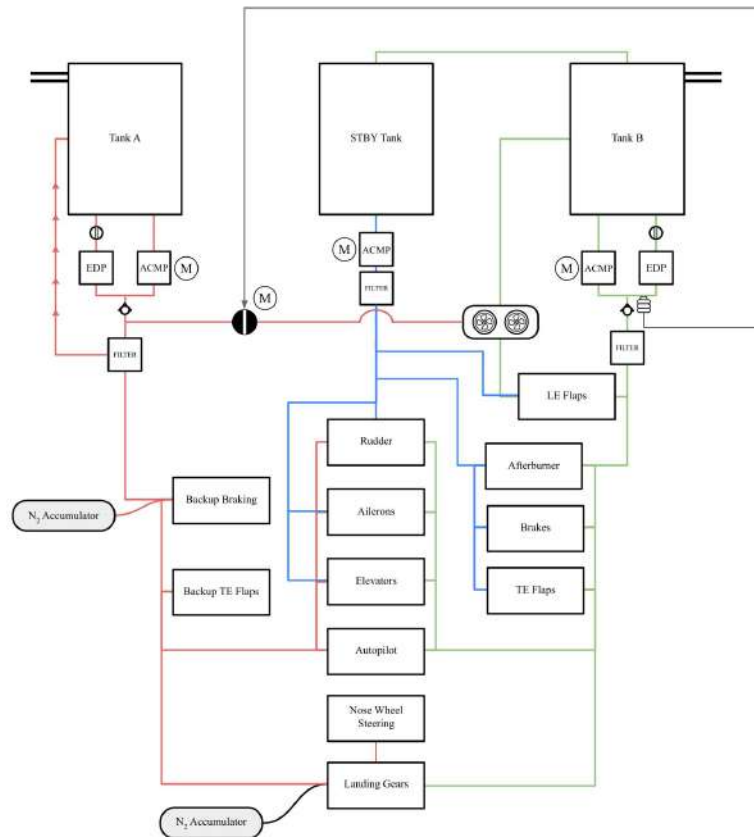 Tank A
STBY Tank
Tank B
EDP
ACMP
M
M
ACMP
FILTER
M
ACMP
EDP
M
FILTER
FILTER
LE Flaps
Rudder
Afterburner
Backup Braking
N2 Accumulator
Ailerons
Brakes
Backup TE Flaps
Elevators
TE Flaps
Autopilot
Nose Wheel
Steering
Landing Gears
N2 Accumulator